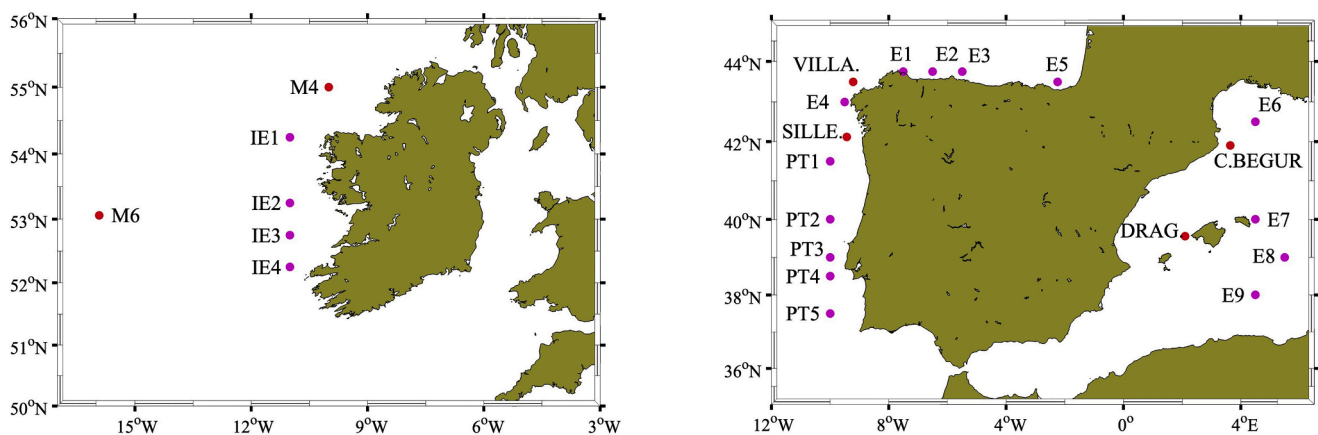 56°N
55°N
54°N
53°N
52°N
51°N
50°N
15°W
12°W
9°W
6°W
3°W
M4
IE1
IE2
M6
IE3
IE4
44°N
42°N
40°N
38°N
36°N
12°W
8°W
4°W
0°
4°E
VILLA.
E1
E2
E3
E5
E4
E6
SILLE.
PT1
C.BEGUR
PT2
E7
DRAG.
PT3
E8
PT4
E9
PT5